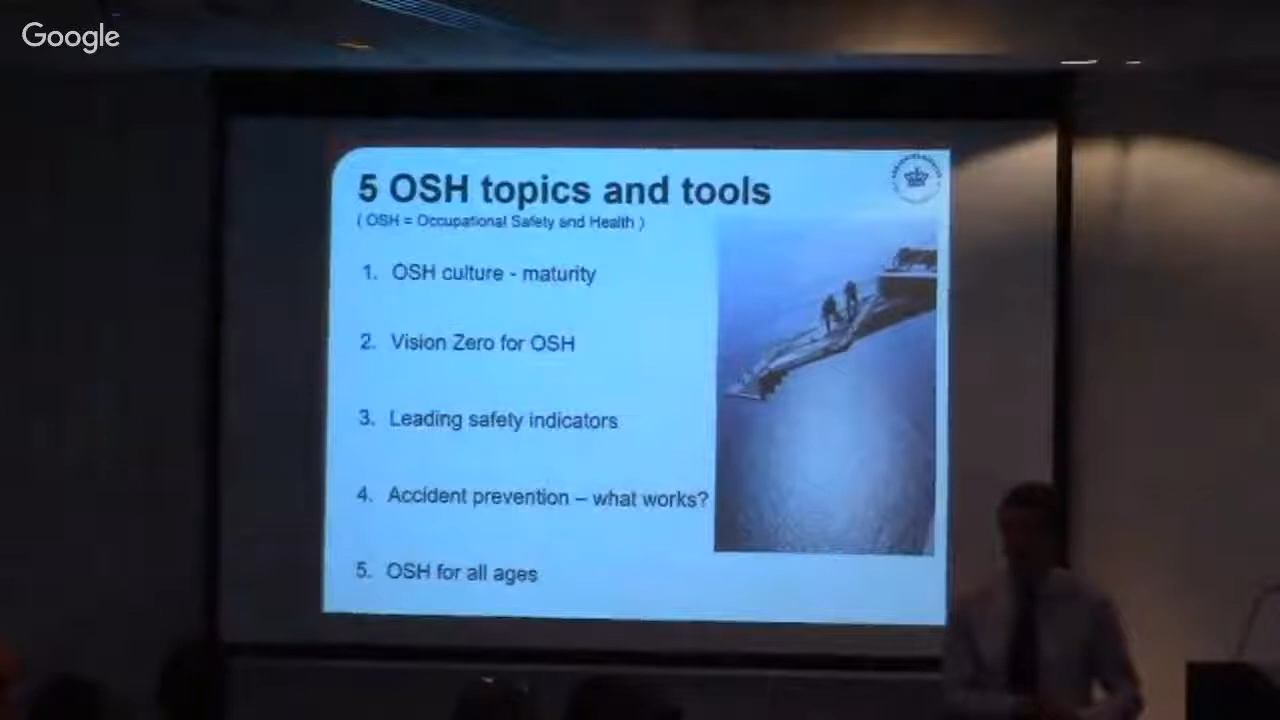 Google
5 OSH topics and tools
( OSH = Occupational Safety and Health )
1. OSH culture - maturity
2. Vision Zero for OSH
3. Leading safety indicators
4. Accident prevention – what works?
5. OSH for all ages